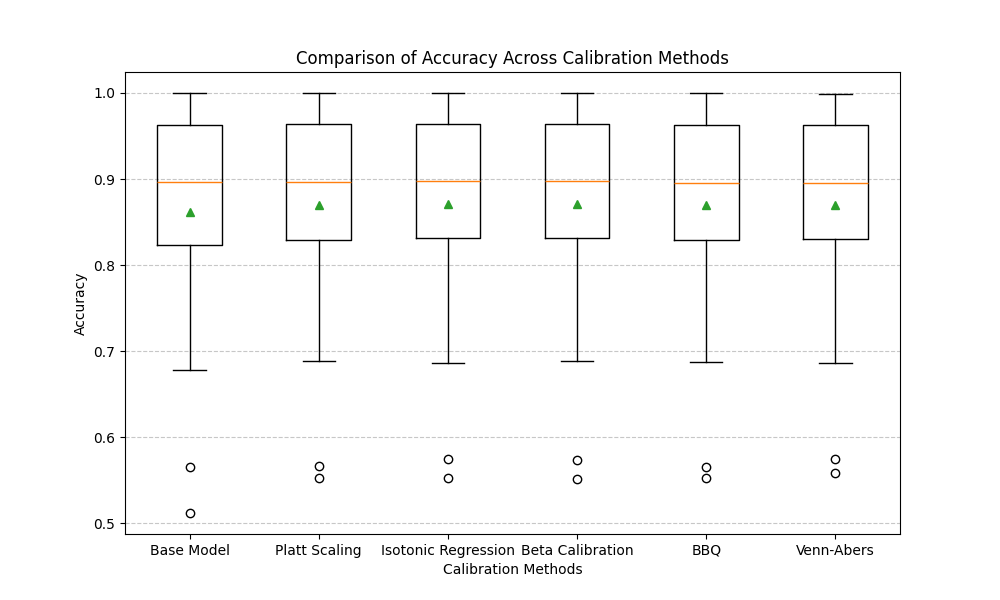 Comparison of Accuracy Across Calibration Methods
Accuracy
1.0
0.9
0.8
0.7
0.6
0.5
Base Model Platt Scaling Isotonic Regression Beta Calibration BBQ Venn-Abers
Calibration Methods